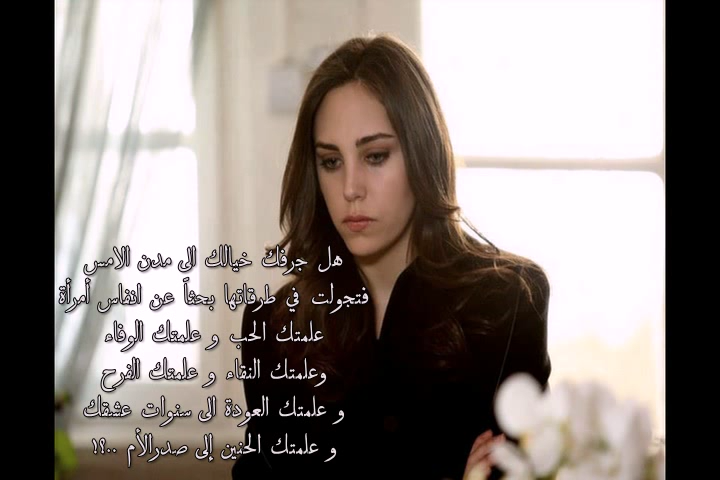 هل جرفك خيالك الى مدن الامس
فتجولت في طرقاتها بحثاً عن انفاس أمرأة
علمتك الحب و علمتك الوفاء
وعلمتك النقاء و علمتك الفرح
و علمتك العودة الى سنوات عشقك
و علمتك الحنين إلى صدرالأم ..؟!